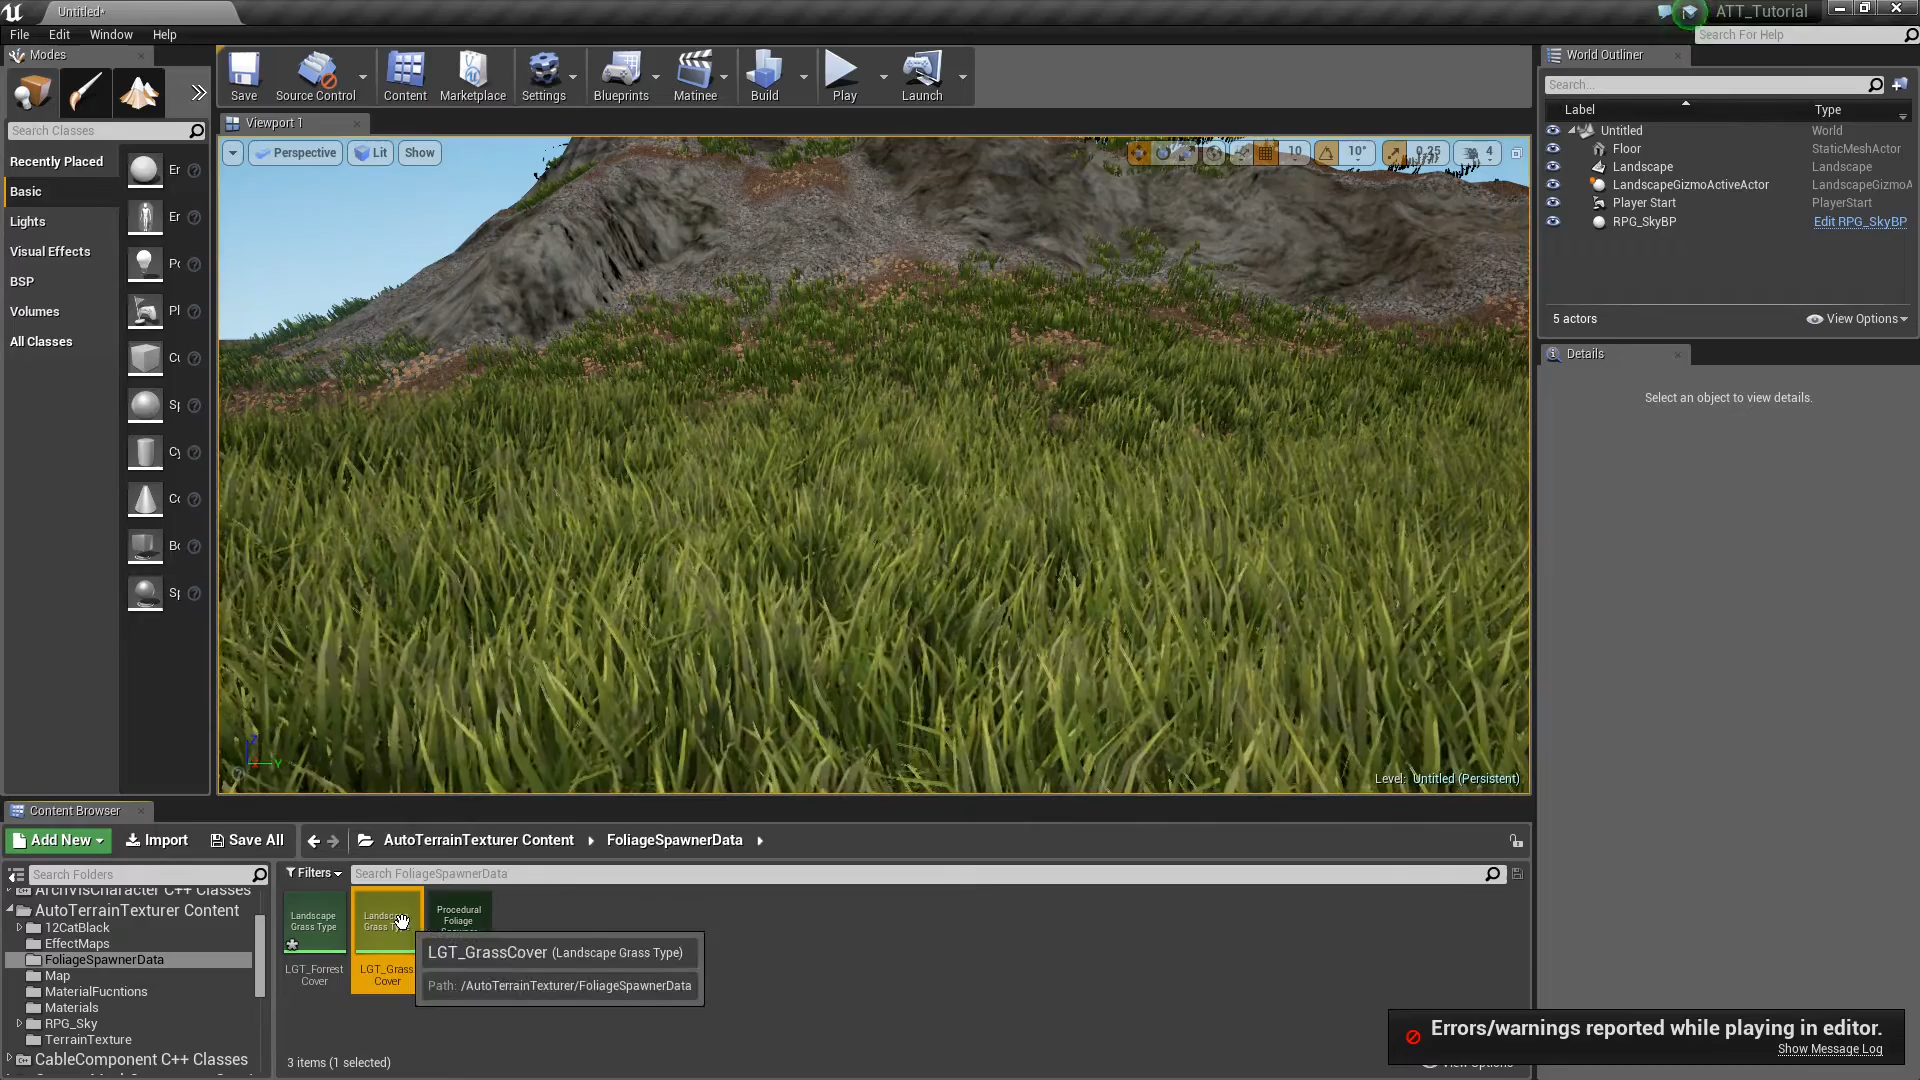 Untitled*
ATT_Tutorial
File Edit Window Help
Search For Help
Modes
Save
Source Control
Content
Marketplace
Settings
Blueprints
Matinee
Build
Play
Launch
World Outliner
Search...
Label Type
Untitled World
Floor StaticMeshActor
Landscape Landscape
LandscapeGizmoActiveActor LandscapeGizmoA
Player Start PlayerStart
RPG_SkyBP Edit RPG_SkyBP
5 actors
View Options
Details
Select an object to view details.
Search Classes
Recently Placed
Basic
Lights
Visual Effects
BSP
Volumes
All Classes
Viewport 1
Perspective Lit Show
10 10° 0.25 4
Level: Untitled (Persistent)
Content Browser
Add New Import Save All
AutoTerrainTexturer Content FoliageSpawnerData
Search Folders
Filters
Search FoliageSpawnerData
ArchVisCharacter C++ Classes
AutoTerrainTexturer Content
12CatBlack
EffectMaps
FoliageSpawnerData
Map
MaterialFucntions
Materials
RPG_Sky
TerrainTexture
CableComponent C++ Classes
Landscape
Grass Type
LGT_Forrest
Cover
LGT_Grass
Cover
Procedural
Foliage
LGT_GrassCover (Landscape Grass Type)
Path: /AutoTerrainTexturer/FoliageSpawnerData
3 items (1 selected)
Errors/warnings reported while playing in editor.
Show Message Log